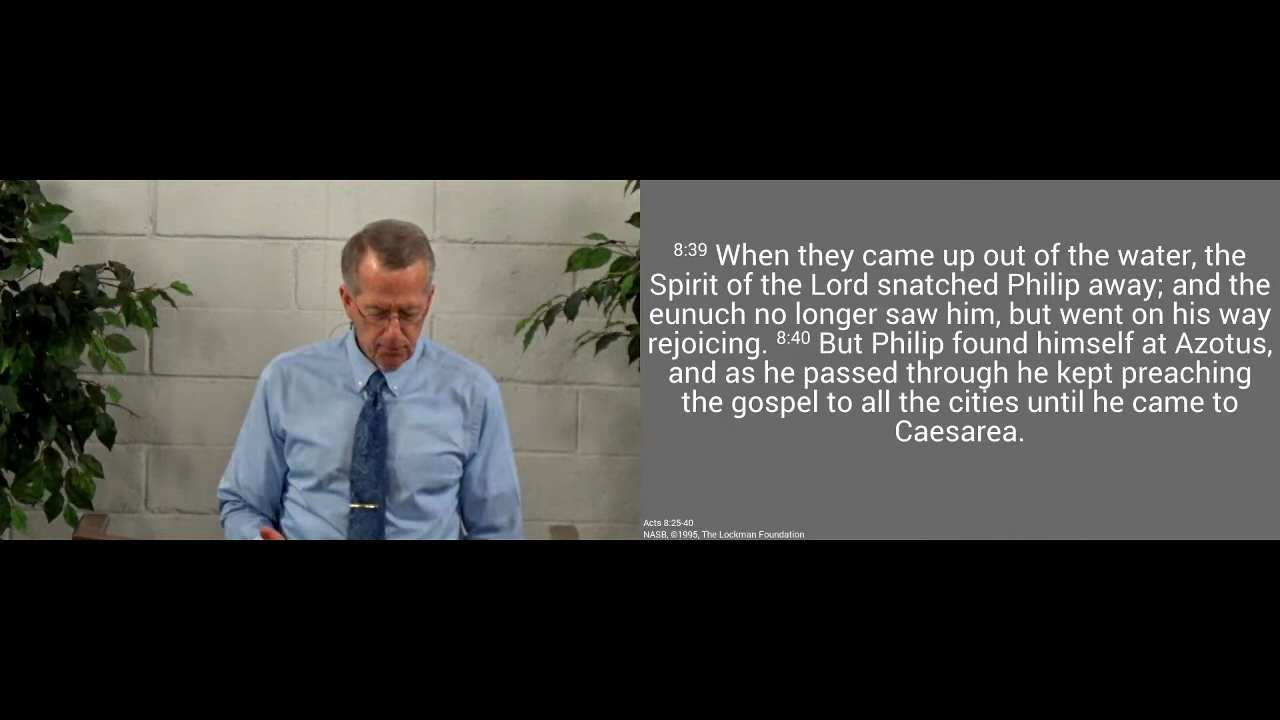 8:39 When they came up out of the water, the
Spirit of the Lord snatched Philip away; and the
eunuch no longer saw him, but went on his way
rejoicing. 8:40 But Philip found himself at Azotus,
and as he passed through he kept preaching
the gospel to all the cities until he came to
Caesarea.
Acts 8:25-40
NASB, ©1995, The Lockman Foundation